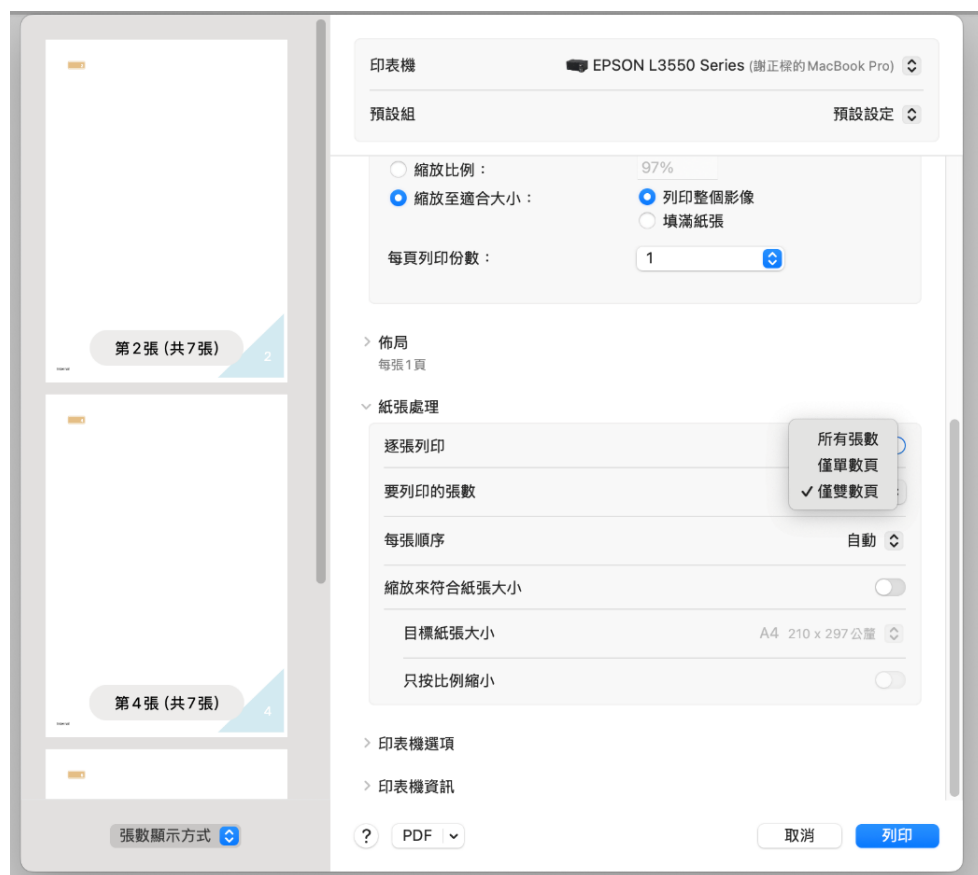 印表機
EPSON L3550 Series (謝正樑的MacBook Pro)
預設組
預設設定
縮放比例：
97%
縮放至適合大小：
列印整個影像
填滿紙張
每頁列印份數：
1
佈局
每張1頁
紙張處理
逐張列印
要列印的張數
所有張數
僅單數頁
✓ 僅雙數頁
每張順序
自動
縮放來符合紙張大小
目標紙張大小
A4 210 x 297公釐
只按比例縮小
印表機選項
印表機資訊
第2張 (共7張)
2
第4張 (共7張)
4
張數顯示方式
?
PDF
取消
列印